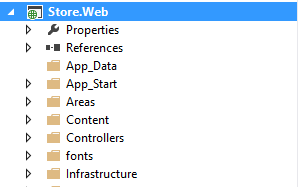 Store.Web
Properties
References
App_Data
App_Start
Areas
Content
Controllers
fonts
Infrastructure